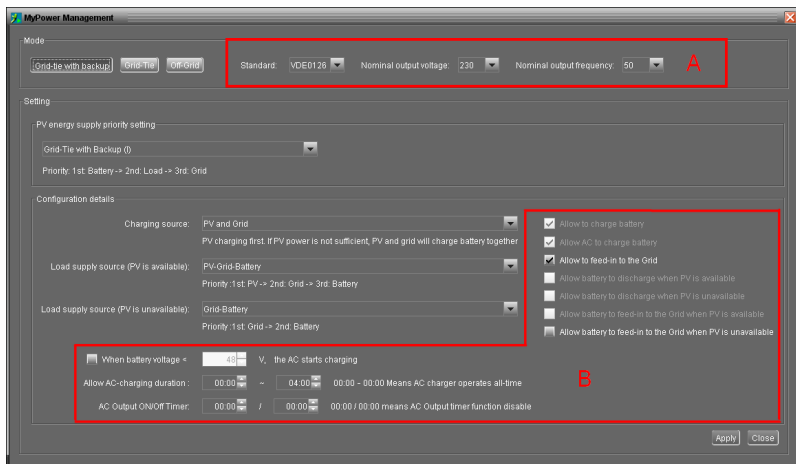 MyPower Management
Mode
Grid-tie with backup Grid-Tie Off-Grid Standard: VDE0126 Nominal output voltage: 230 Nominal output frequency: 50 A
Setting
PV energy supply priority setting
Grid-Tie with Backup (I)
Priority: 1st: Battery -> 2nd: Load -> 3rd: Grid
Configuration details
Charging source: PV and Grid
PV charging first. If PV power is not sufficient, PV and grid will charge battery together
Load supply source (PV is available): PV-Grid-Battery
Priority :1st: PV -> 2nd: Grid -> 3rd: Battery
Load supply source (PV is unavailable): Grid-Battery
Priority :1st: Grid -> 2nd: Battery
Allow to charge battery
Allow AC to charge battery
Allow to feed-in to the Grid
Allow battery to discharge when PV is available
Allow battery to discharge when PV is unavailable
Allow battery to feed-in to the Grid when PV is available
Allow battery to feed-in to the Grid when PV is unavailable
When battery voltage < 48 V, the AC starts charging
Allow AC-charging duration : 00:00 – 04:00 00:00 - 00:00 Means AC charger operates all-time
B
AC Output ON/Off Timer: 00:00 / 00:00 00:00 / 00:00 means AC Output timer function disable
Apply Close